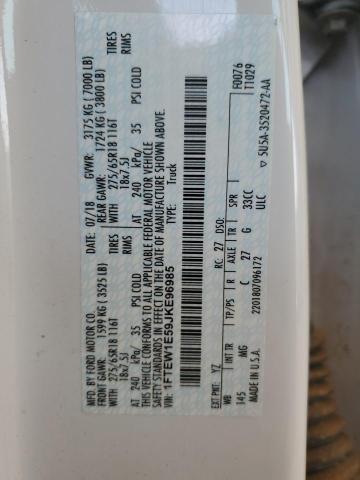 MFD. BY FORD MOTOR CO.
DATE: 07/18 GVWR: 3175 KG ( 7000 LB)
FRONT GAWR: 1599 KG ( 3525 LB) REAR GAWR: 1724 KG ( 3800 LB)
WITH 275/65R18 116T TIRES WITH 275/65R18 116T TIRES
18x7.5J RIMS 18x7.5J RIMS
AT 240 kPa/ 35 PSI COLD AT 240 kPa/ 35 PSI COLD
THIS VEHICLE CONFORMS TO ALL APPLICABLE FEDERAL MOTOR VEHICLE
SAFETY STANDARDS IN EFFECT ON THE DATE OF MANUFACTURE SHOWN ABOVE.
VIN: 1FTEW1E59JKE96985
TYPE: Truck
F0076
T1029
EXT PNT: YZ RC: 27 DSO:
WB INT TR TP/PS R AXLE TR SPR
145 MG C 27 G 33CC
ULC
MADE IN U.S.A. 2201807096172
5U5A-3520472-AA